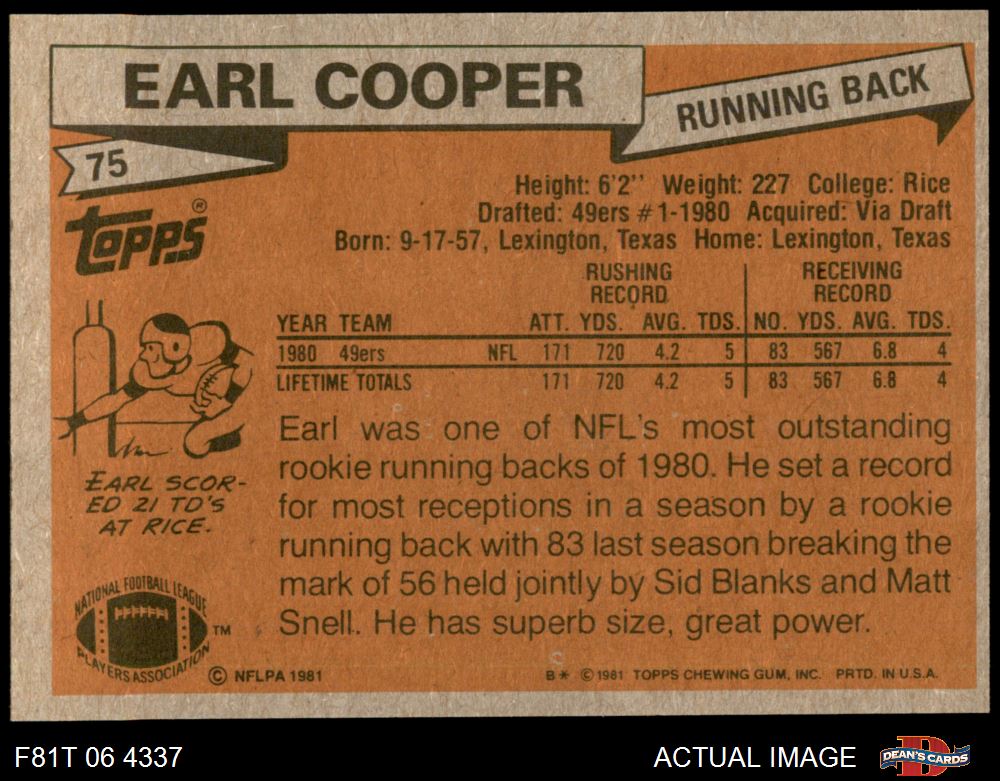 EARL COOPER
RUNNING BACK
75
Topps®
Height: 6'2'' Weight: 227 College: Rice
Drafted: 49ers #1-1980 Acquired: Via Draft
Born: 9-17-57, Lexington, Texas Home: Lexington, Texas
RUSHING RECORD RECEIVING RECORD
YEAR TEAM ATT. YDS. AVG. TDS. NO. YDS. AVG. TDS.
1980 49ers NFL 171 720 4.2 5 83 567 6.8 4
LIFETIME TOTALS 171 720 4.2 5 83 567 6.8 4
EARL SCOR-
ED 21 TD'S
AT RICE.
Earl was one of NFL's most outstanding
rookie running backs of 1980. He set a record
for most receptions in a season by a rookie
running back with 83 last season breaking the
mark of 56 held jointly by Sid Blanks and Matt
Snell. He has superb size, great power.
NATIONAL FOOTBALL LEAGUE
PLAYERS ASSOCIATION
TM
© NFLPA 1981
B* © 1981 TOPPS CHEWING GUM, INC. PRTD. IN U.S.A.
F81T 06 4337
ACTUAL IMAGE
D
DEAN'S CARDS